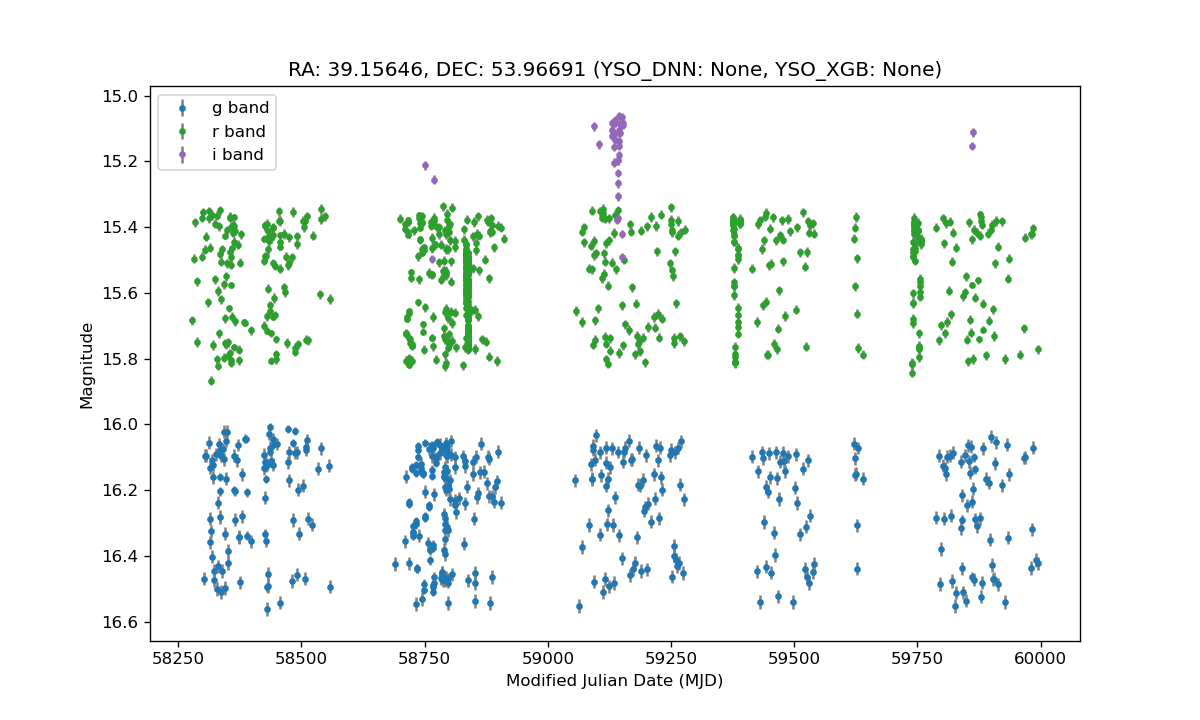 RA: 39.15646, DEC: 53.96691 (YSO_DNN: None, YSO_XGB: None)
g band
r band
i band
15.0
15.2
15.4
15.6
15.8
16.0
16.2
16.4
16.6
Magnitude
58250 58500 58750 59000 59250 59500 59750 60000
Modified Julian Date (MJD)